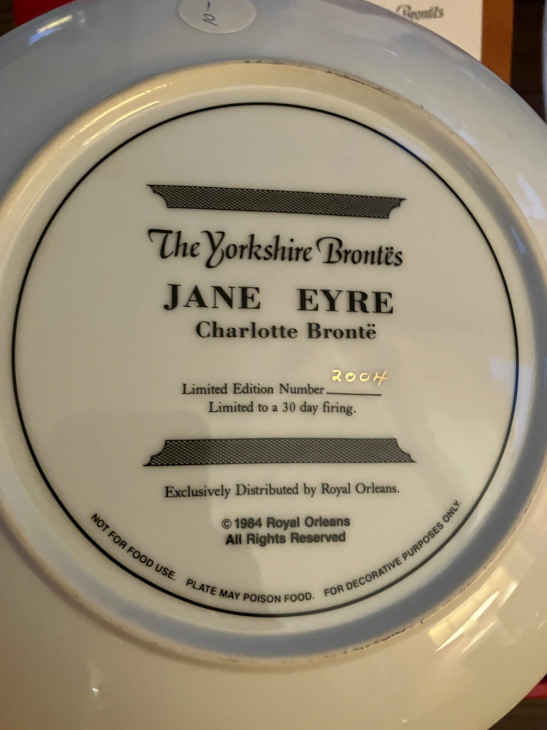 Brontës
The Yorkshire Brontës
JANE EYRE
Charlotte Brontë
Limited Edition Number 2004
Limited to a 30 day firing.
Exclusively Distributed by Royal Orleans.
© 1984 Royal Orleans
All Rights Reserved
NOT FOR FOOD USE. PLATE MAY POISON FOOD. FOR DECORATIVE PURPOSES ONLY.